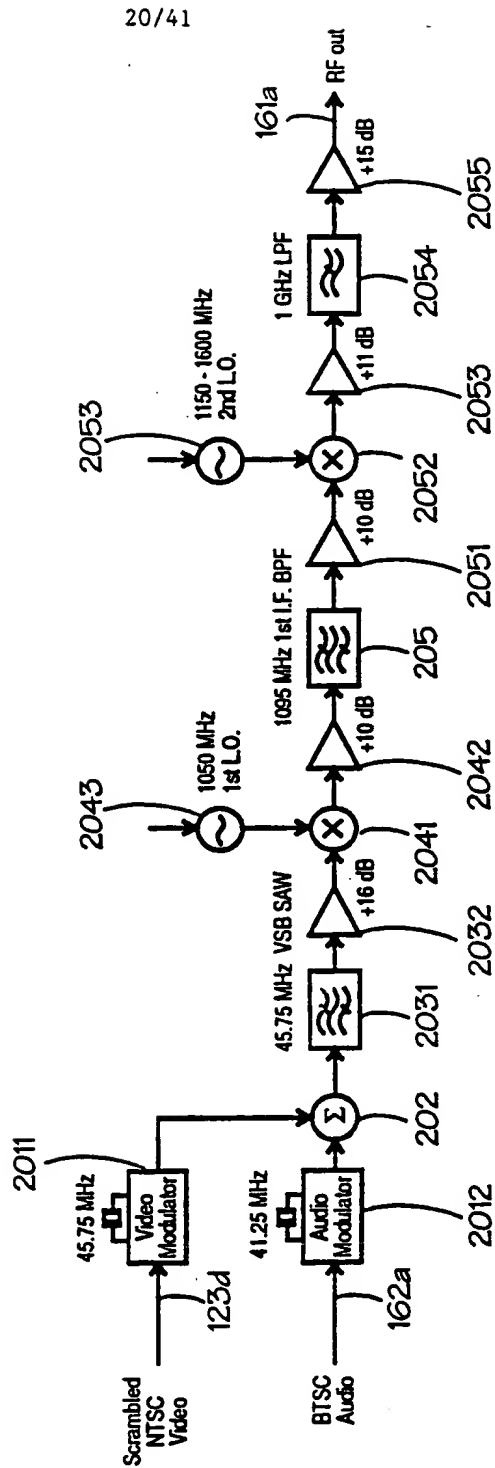 20/41
Scrambled
NTSC
Video
123d
45.75 MHz
Video
Modulator
2011
BTSC
Audio
162a
41.25 MHz
Audio
Modulator
2012
Σ
202
45.75 MHz VSB SAW
2031
+16 dB
2032
2041
2043
1050 MHz
1st L.O.
+10 dB
2042
1095 MHz 1st I.F. BPF
205
+10 dB
2051
2052
2053
1150 - 1600 MHz
2nd L.O.
+11 dB
2053
1 GHz LPF
2054
+15 dB
2055
161a
RF out